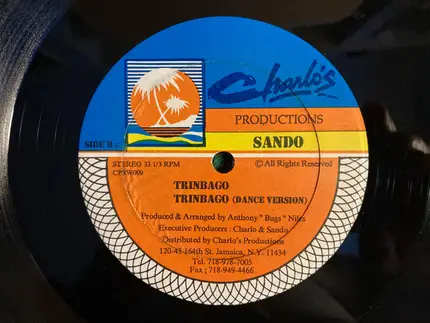 Charlo's
PRODUCTIONS
SIDE B :
SANDO
STEREO 33 1/3 RPM
CPSW009
© All Rights Reserved
TRINBAGO
TRINBAGO (DANCE VERSION)
Produced & Arranged by Anthony " Bugs " Niles
Executive Producers : Charlo & Sando
Distributed by Charlo's Productions
120-43 164th St. Jamaica, N.Y. 11434
Tel. 718-978-7005
Fax ; 718-949-4466